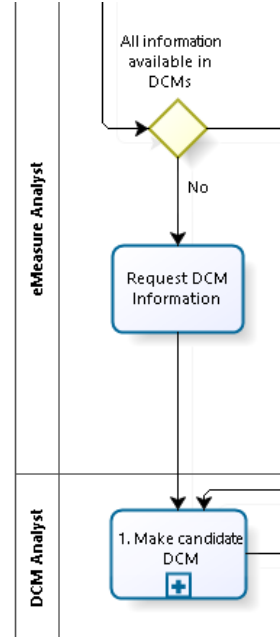 All information
available in
DCMs
No
eMeasure Analyst
Request DCM
Information
DCM Analyst
1. Make candidate
DCM